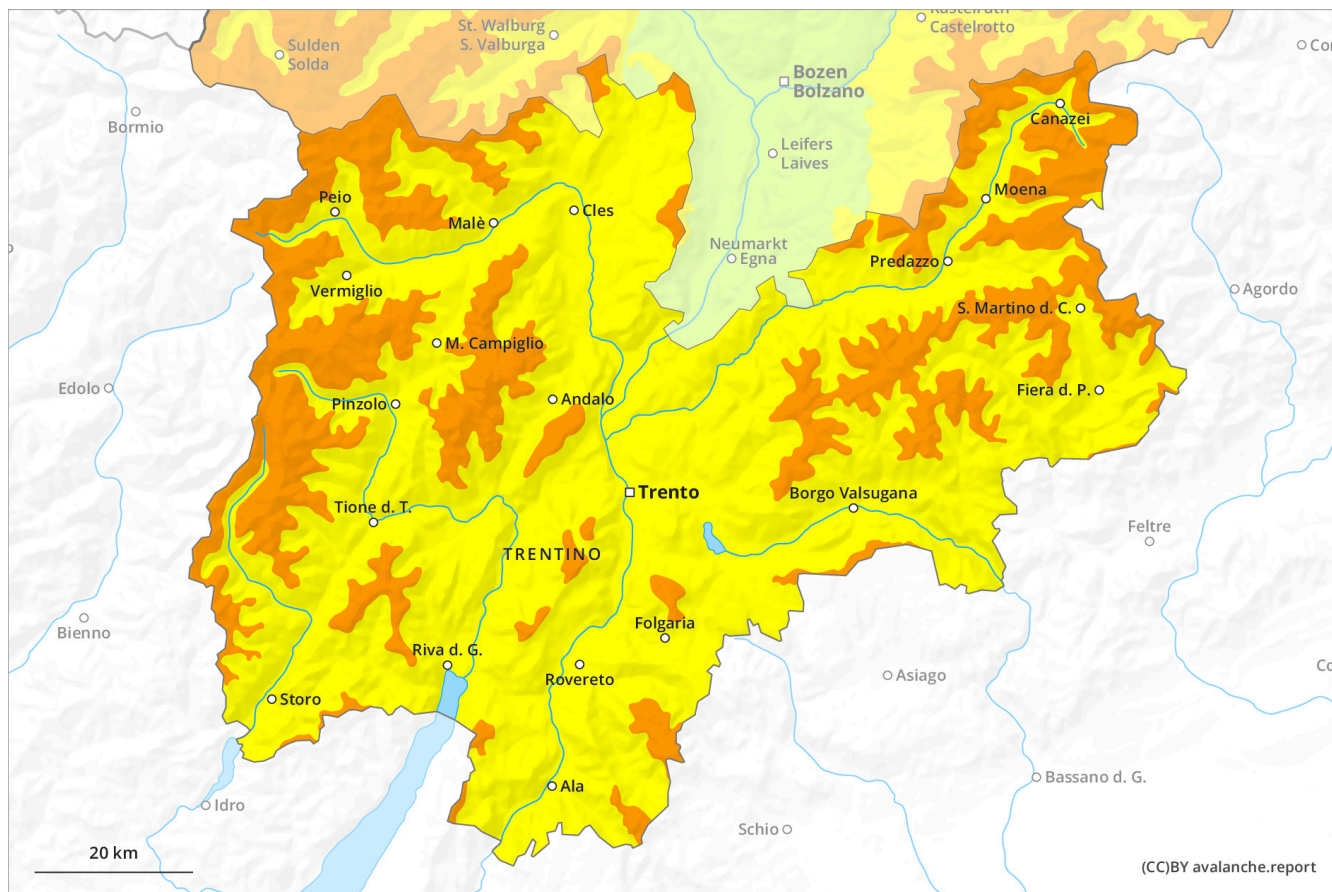 Kastelruth
Castelrotto
St. Walburg
S. Valburga
Sulden
Solda
Bozen
Bolzano
Bormio
Canazei
Leifers
Laives
Moena
Peio
Malè
Cles
Neumarkt
Egna
Predazzo
Vermiglio
Agordo
S. Martino d. C.
M. Campiglio
Edolo
Fiera d. P.
Pinzolo
Andalo
Trento
Borgo Valsugana
Tione d. T.
Feltre
TRENTINO
Bienno
Folgaria
Riva d. G.
Rovereto
Asiago
Storo
Bassano d. G.
Ala
Idro
Schio
20 km
(CC)BY avalanche.report